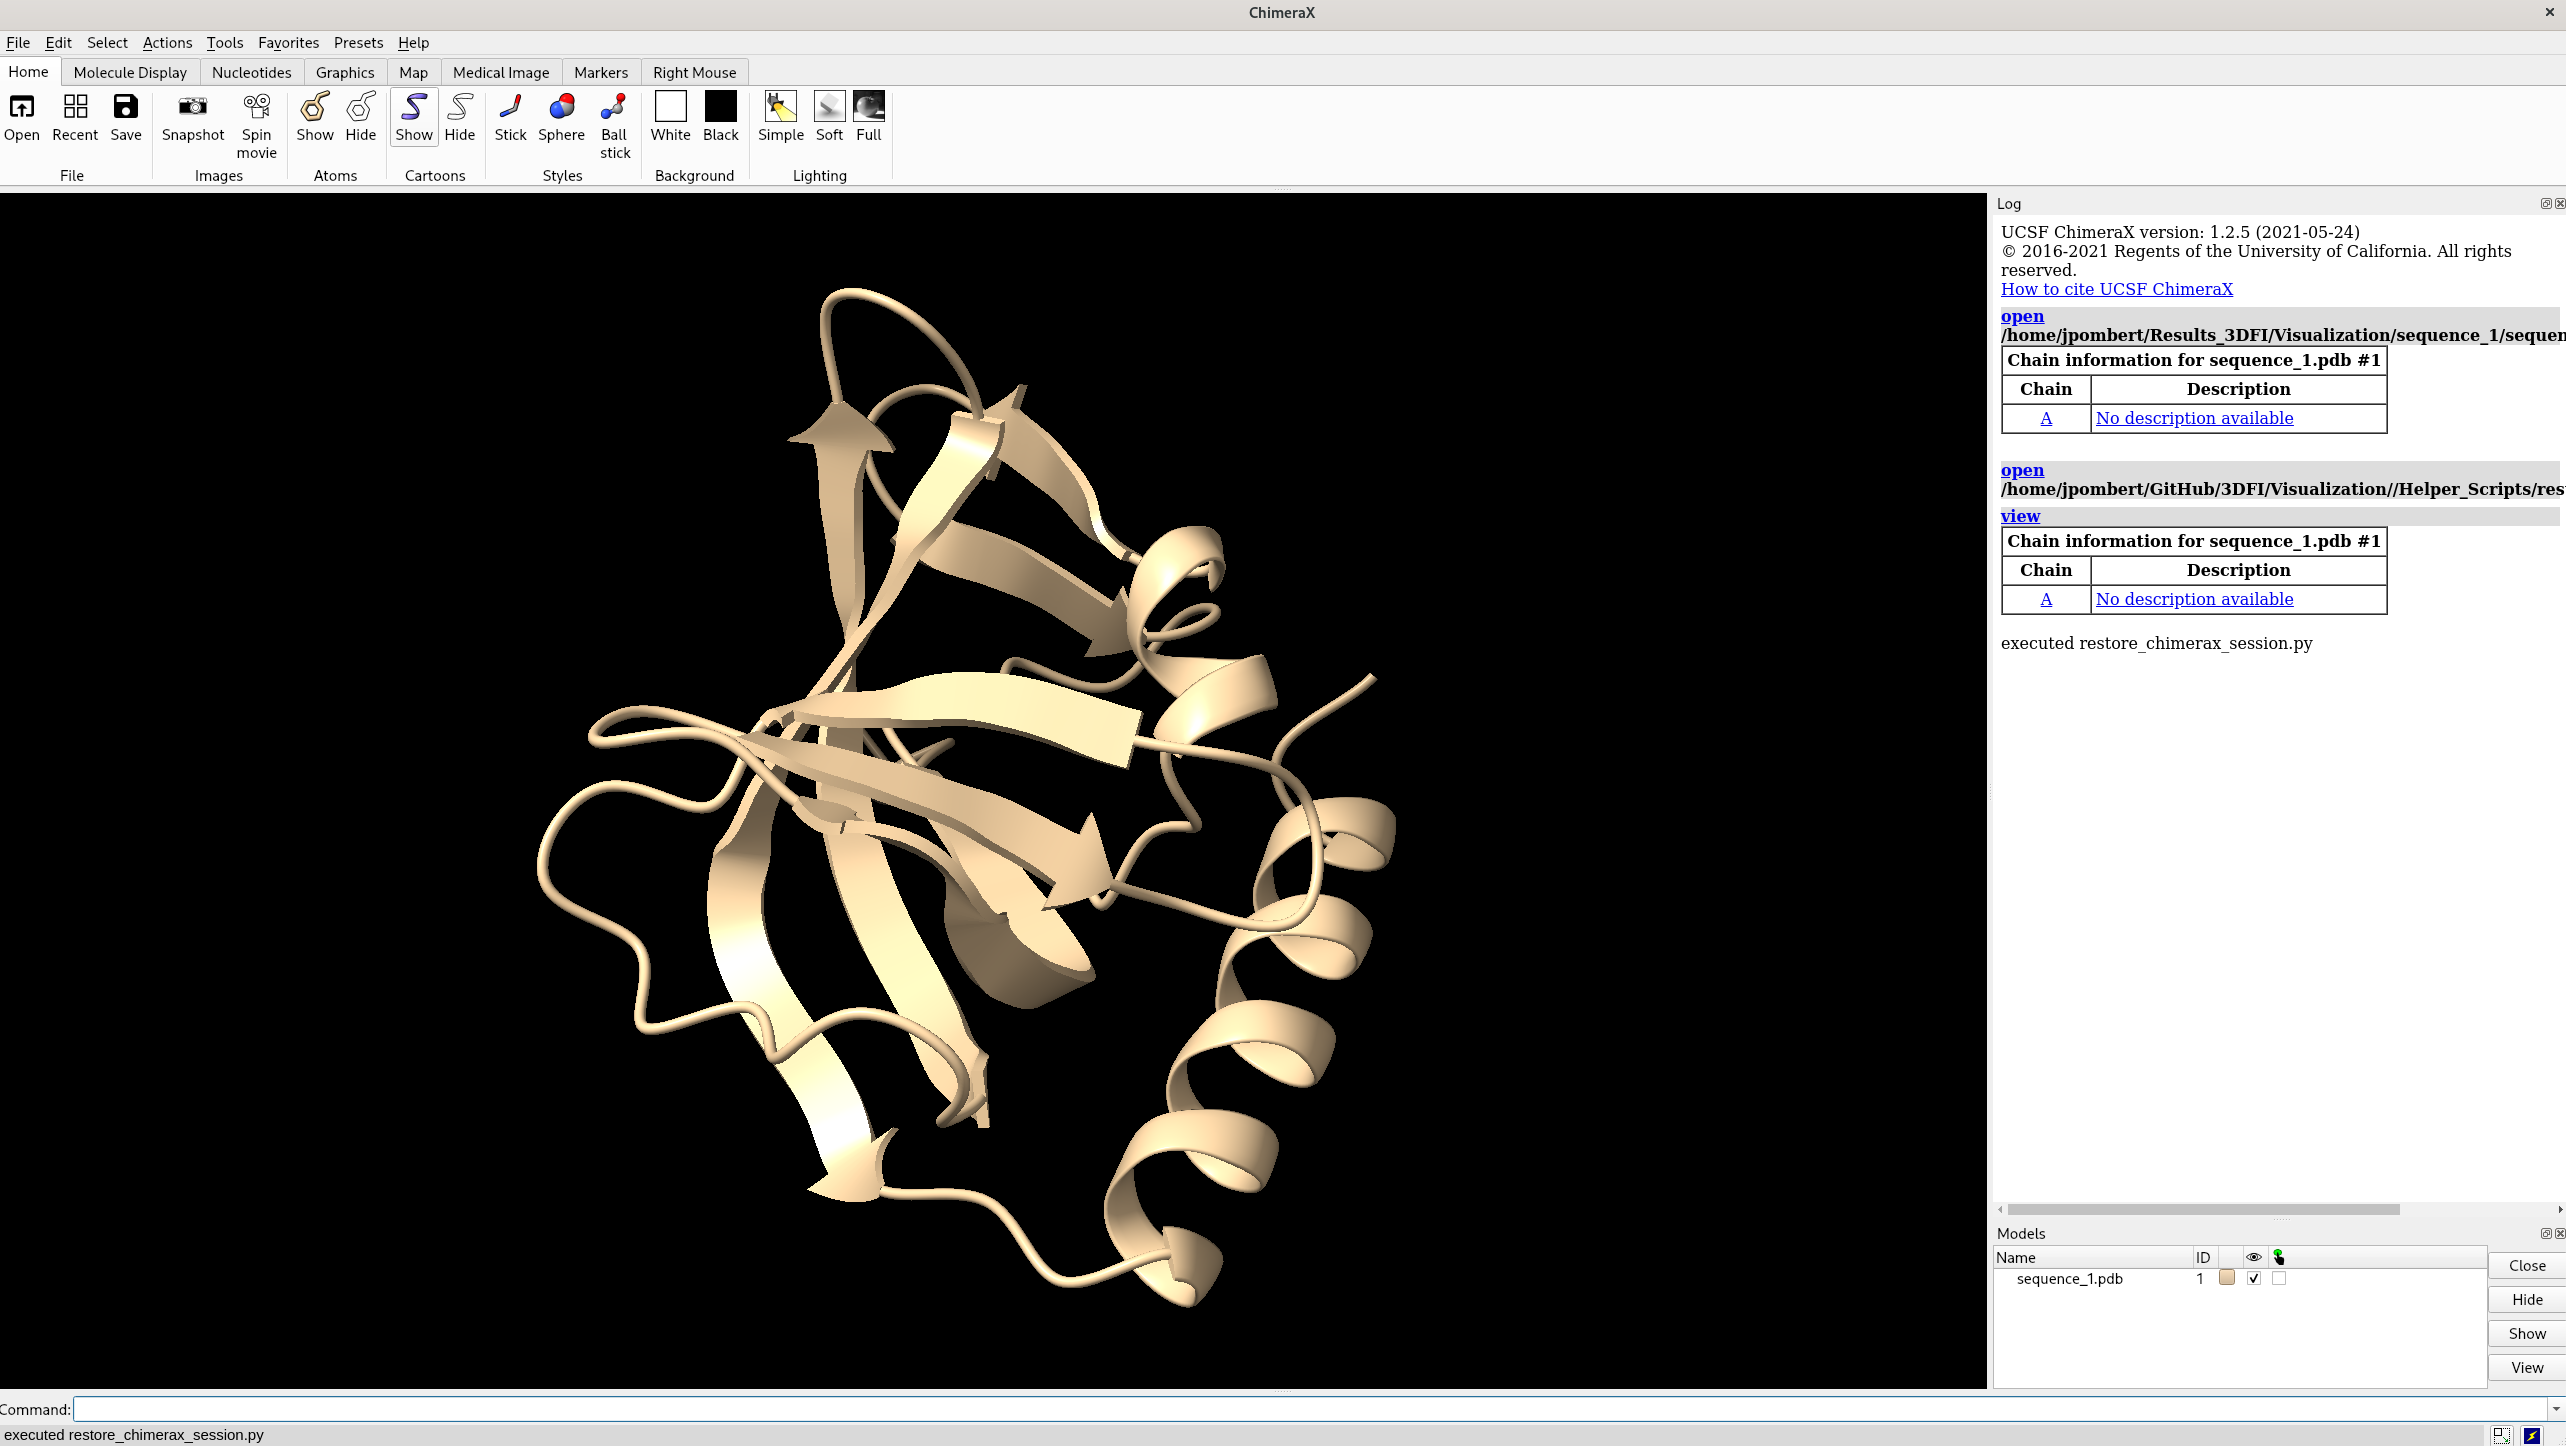 ChimeraX
File Edit Select Actions Tools Favorites Presets Help
Home Molecule Display Nucleotides Graphics Map Medical Image Markers Right Mouse
Open Recent Save Snapshot Spin movie Show Hide Show Hide Stick Sphere Ball stick White Black Simple Soft Full
File Images Atoms Cartoons Styles Background Lighting
Log
UCSF ChimeraX version: 1.2.5 (2021-05-24)
© 2016-2021 Regents of the University of California. All rights
reserved.
How to cite UCSF ChimeraX
open
/home/jpombert/Results_3DFI/Visualization/sequence_1/sequen
Chain information for sequence_1.pdb #1
Chain Description
A No description available
open
/home/jpombert/GitHub/3DFI/Visualization//Helper_Scripts/res
view
Chain information for sequence_1.pdb #1
Chain Description
A No description available
executed restore_chimerax_session.py
Models
Name ID
sequence_1.pdb 1
Close
Hide
Show
View
Command:
executed restore_chimerax_session.py